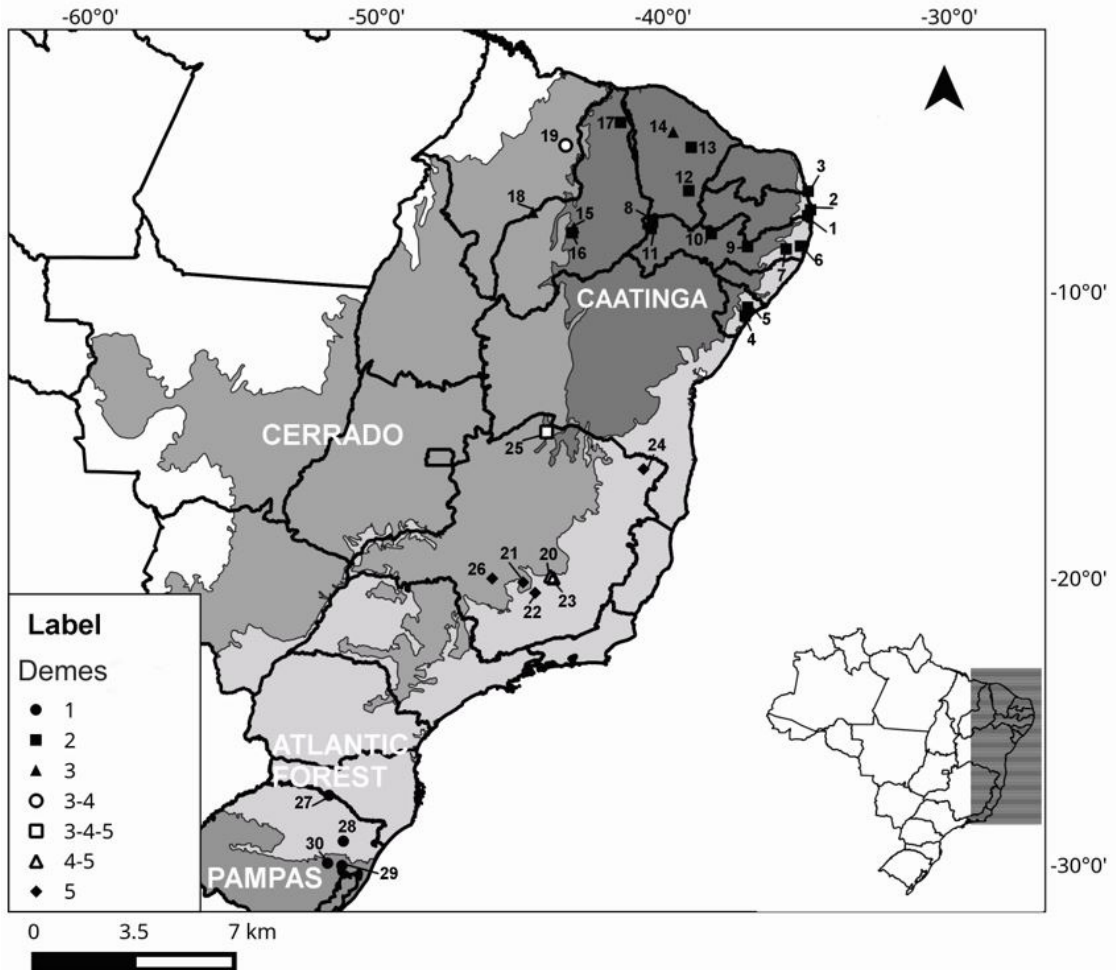 -60°0' -50°0' -40°0' -30°0'
17 14
19 13
3
12
18 2
15 8 1
10 9
16 11 6
7
-10°0'
CAATINGA
5
4
CERRADO
25 24
21 20
26
22 23
-20°0'
Label
Demes
1
2
3
3-4
3-4-5
4-5
5
ATLANTIC
FOREST
27
28
30
29
PAMPAS
-30°0'
0 3.5 7 km